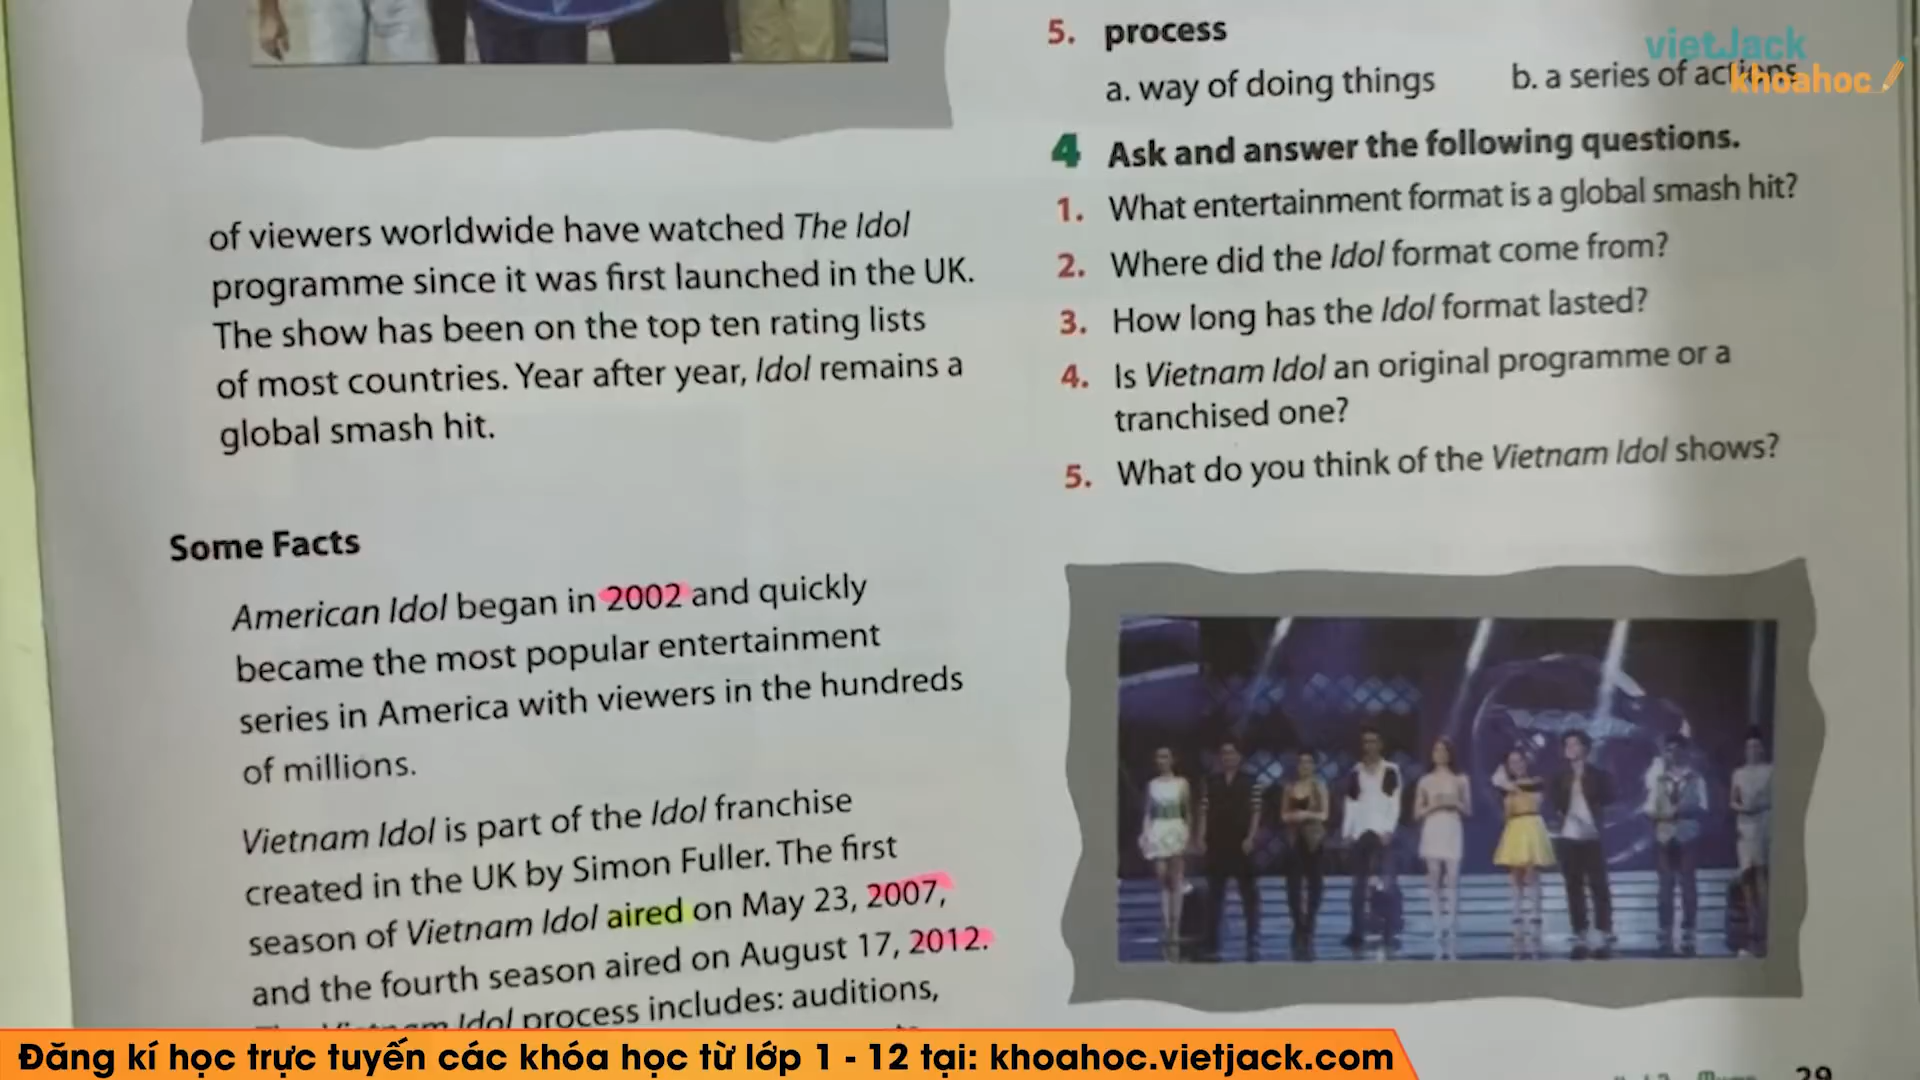 of viewers worldwide have watched The Idol
programme since it was first launched in the UK.
The show has been on the top ten rating lists
of most countries. Year after year, Idol remains a
global smash hit.
Some Facts
American Idol began in 2002 and quickly
became the most popular entertainment
series in America with viewers in the hundreds
of millions.
Vietnam Idol is part of the Idol franchise
created in the UK by Simon Fuller. The first
season of Vietnam Idol aired on May 23, 2007,
and the fourth season aired on August 17, 2012.
Idol process includes: auditions,
5. process
a. way of doing things b. a series of actions
4 Ask and answer the following questions.
1. What entertainment format is a global smash hit?
2. Where did the Idol format come from?
3. How long has the Idol format lasted?
4. Is Vietnam Idol an original programme or a
tranchised one?
5. What do you think of the Vietnam Idol shows?
vietJack
khoahoc
29
Đăng kí học trực tuyến các khóa học từ lớp 1 - 12 tại: khoahoc.vietjack.com